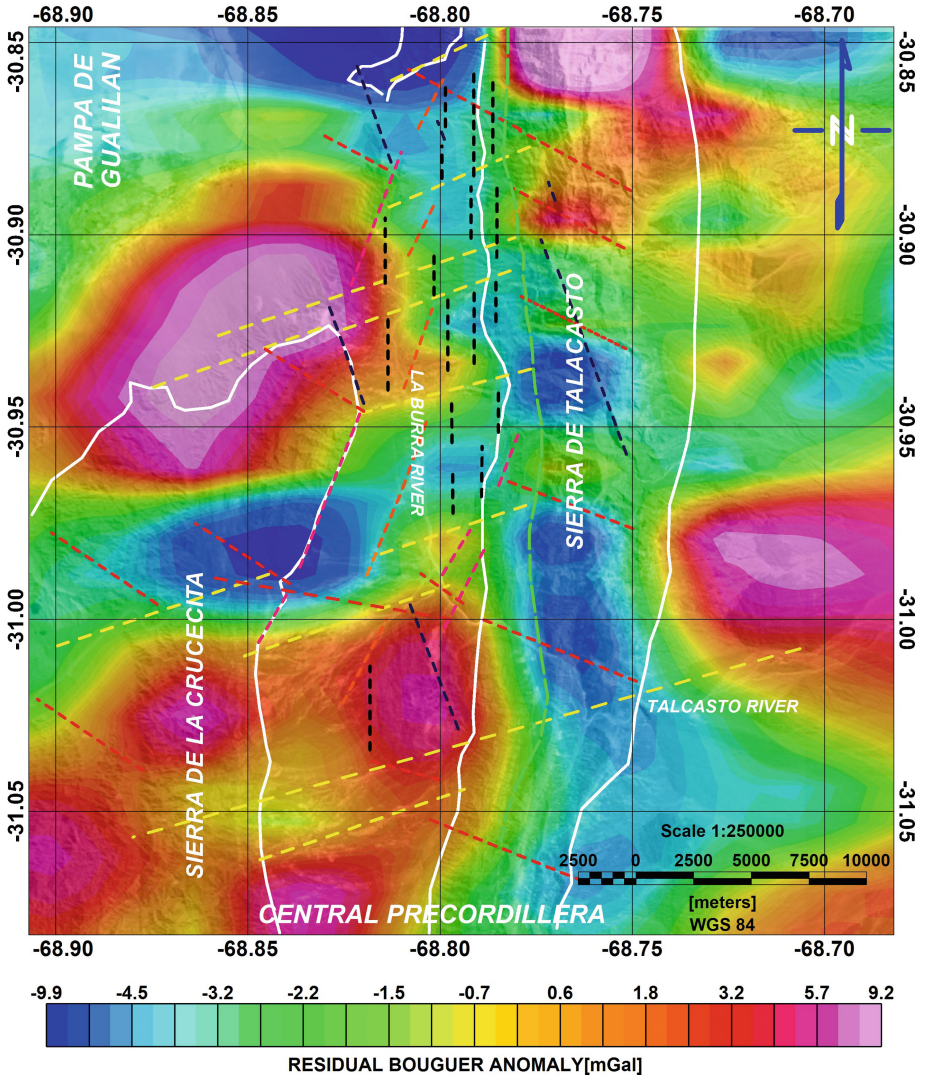 -68.90 -68.85 -68.80 -68.75 -68.70
-30.85
-30.85
PAMPA DE
GUALILAN
N
-30.90
-30.90
SIERRA DE TALACASTO
LA BURRA RIVER
-30.95
-30.95
-31.00
-31.00
SIERRA DE LA CRUCECITA
TALCASTO RIVER
-31.05
-31.05
Scale 1:250000
2500 0 2500 5000 7500 10000
[meters]
WGS 84
CENTRAL PRECORDILLERA
-68.90 -68.85 -68.80 -68.75 -68.70
-9.9 -4.5 -3.2 -2.2 -1.5 -0.7 0.6 1.8 3.2 5.7 9.2
RESIDUAL BOUGUER ANOMALY[mGal]